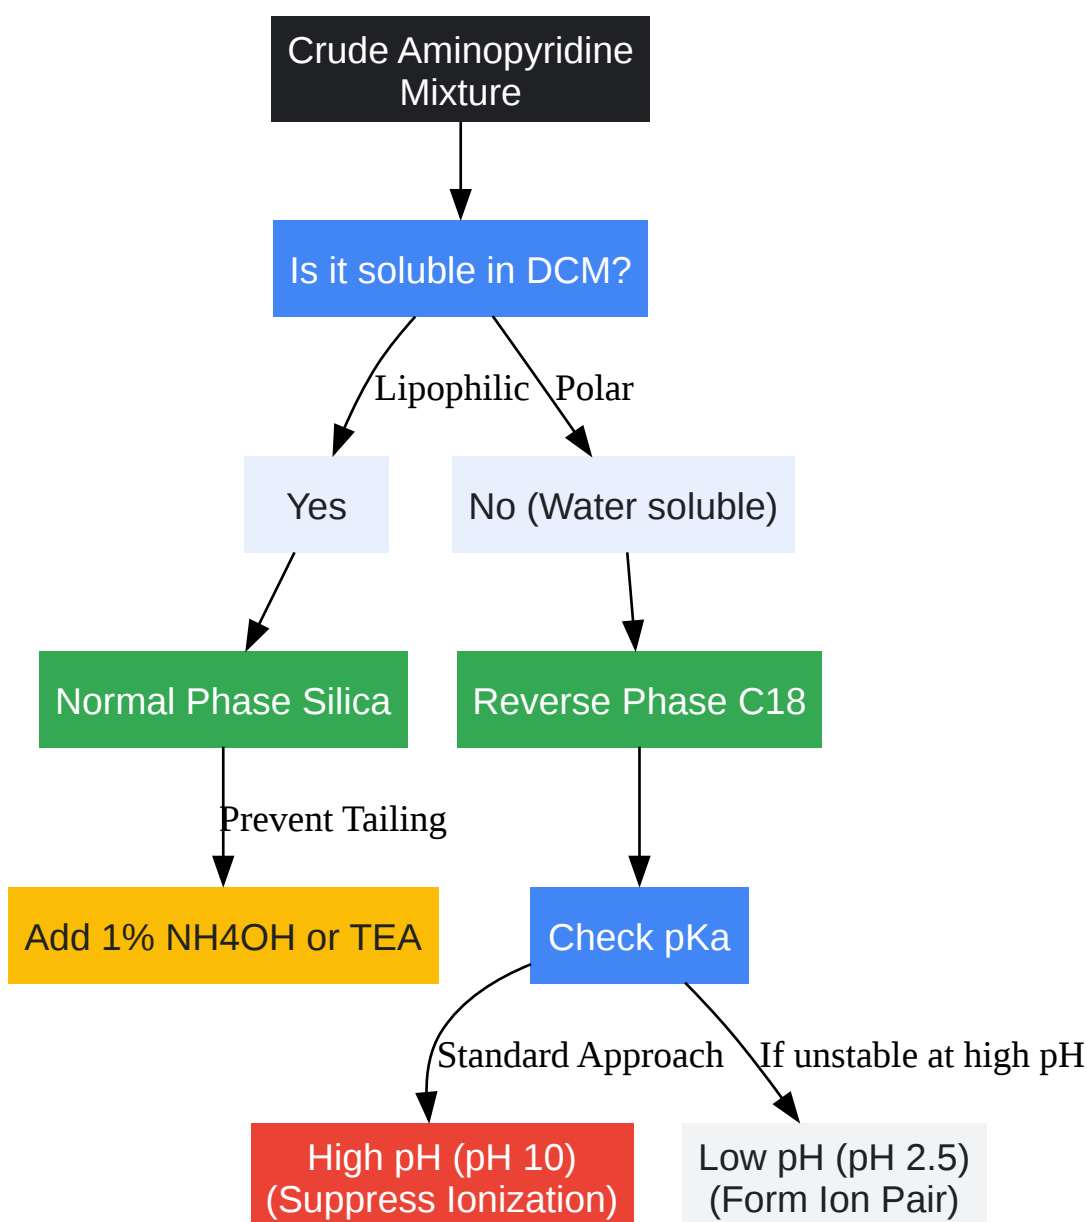 Crude Aminopyridine
Mixture
Is it soluble in DCM?
Lipophilic
Polar
Yes
No (Water soluble)
Normal Phase Silica
Reverse Phase C18
Prevent Tailing
Add 1% NH4OH or TEA
Check pKa
Standard Approach
If unstable at high pH
High pH (pH 10)
(Suppress Ionization)
Low pH (pH 2.5)
(Form Ion Pair)